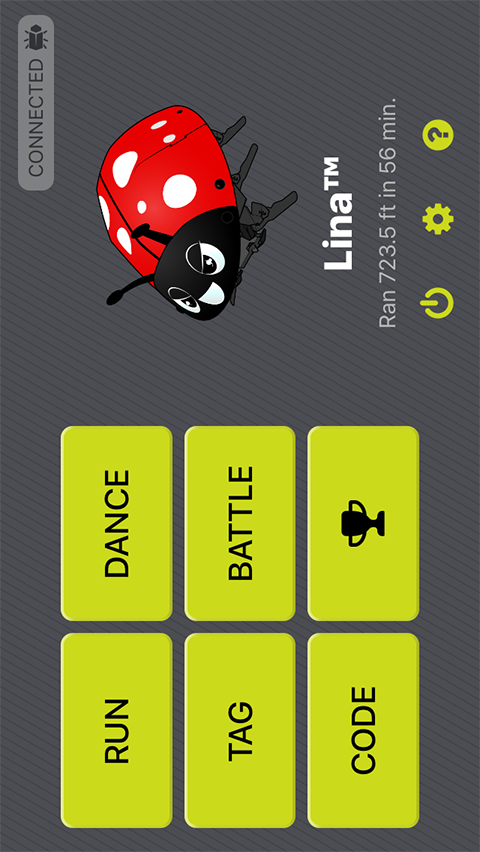 CONNECTED
Lina™
Ran 723.5 ft in 56 min.
?
RUN
DANCE
TAG
BATTLE
CODE